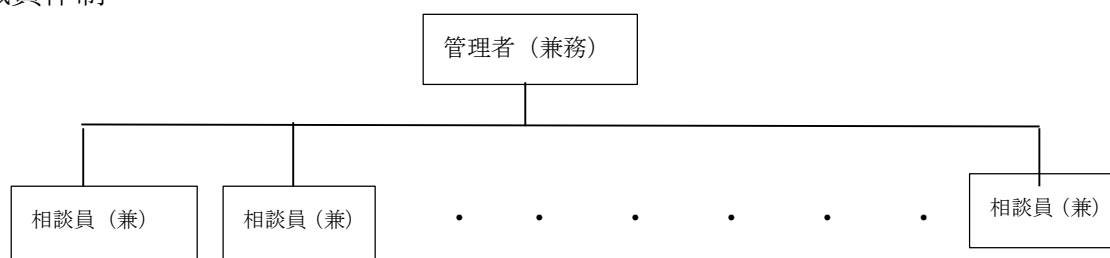 管理者（兼務）
相談員（兼）
相談員（兼）
・ ・ ・ ・ ・ ・
相談員（兼）